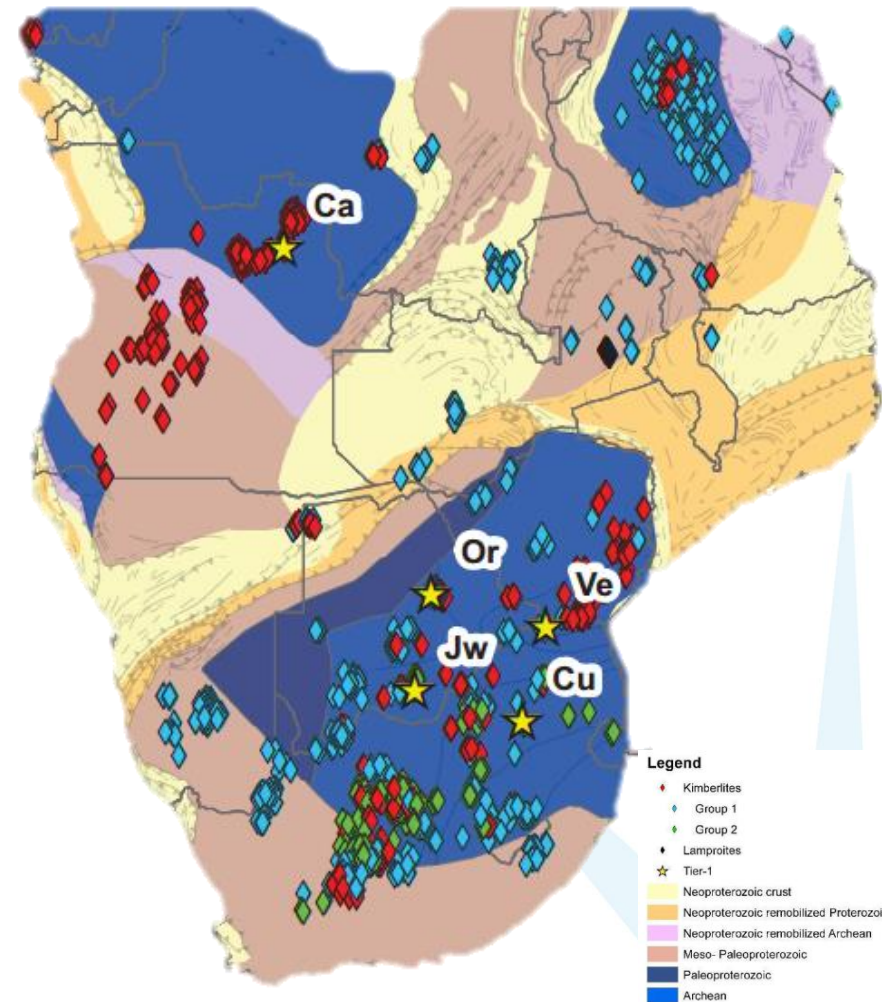 Ca
Or
Ve
Jw
Cu
Legend
Kimberlites
Group 1
Group 2
Lamproites
Tier-1
Neoproterozoic crust
Neoproterozoic remobilized Proterozoi
Neoproterozoic remobilized Archean
Meso- Paleoproterozoic
Paleoproterozoic
Archean